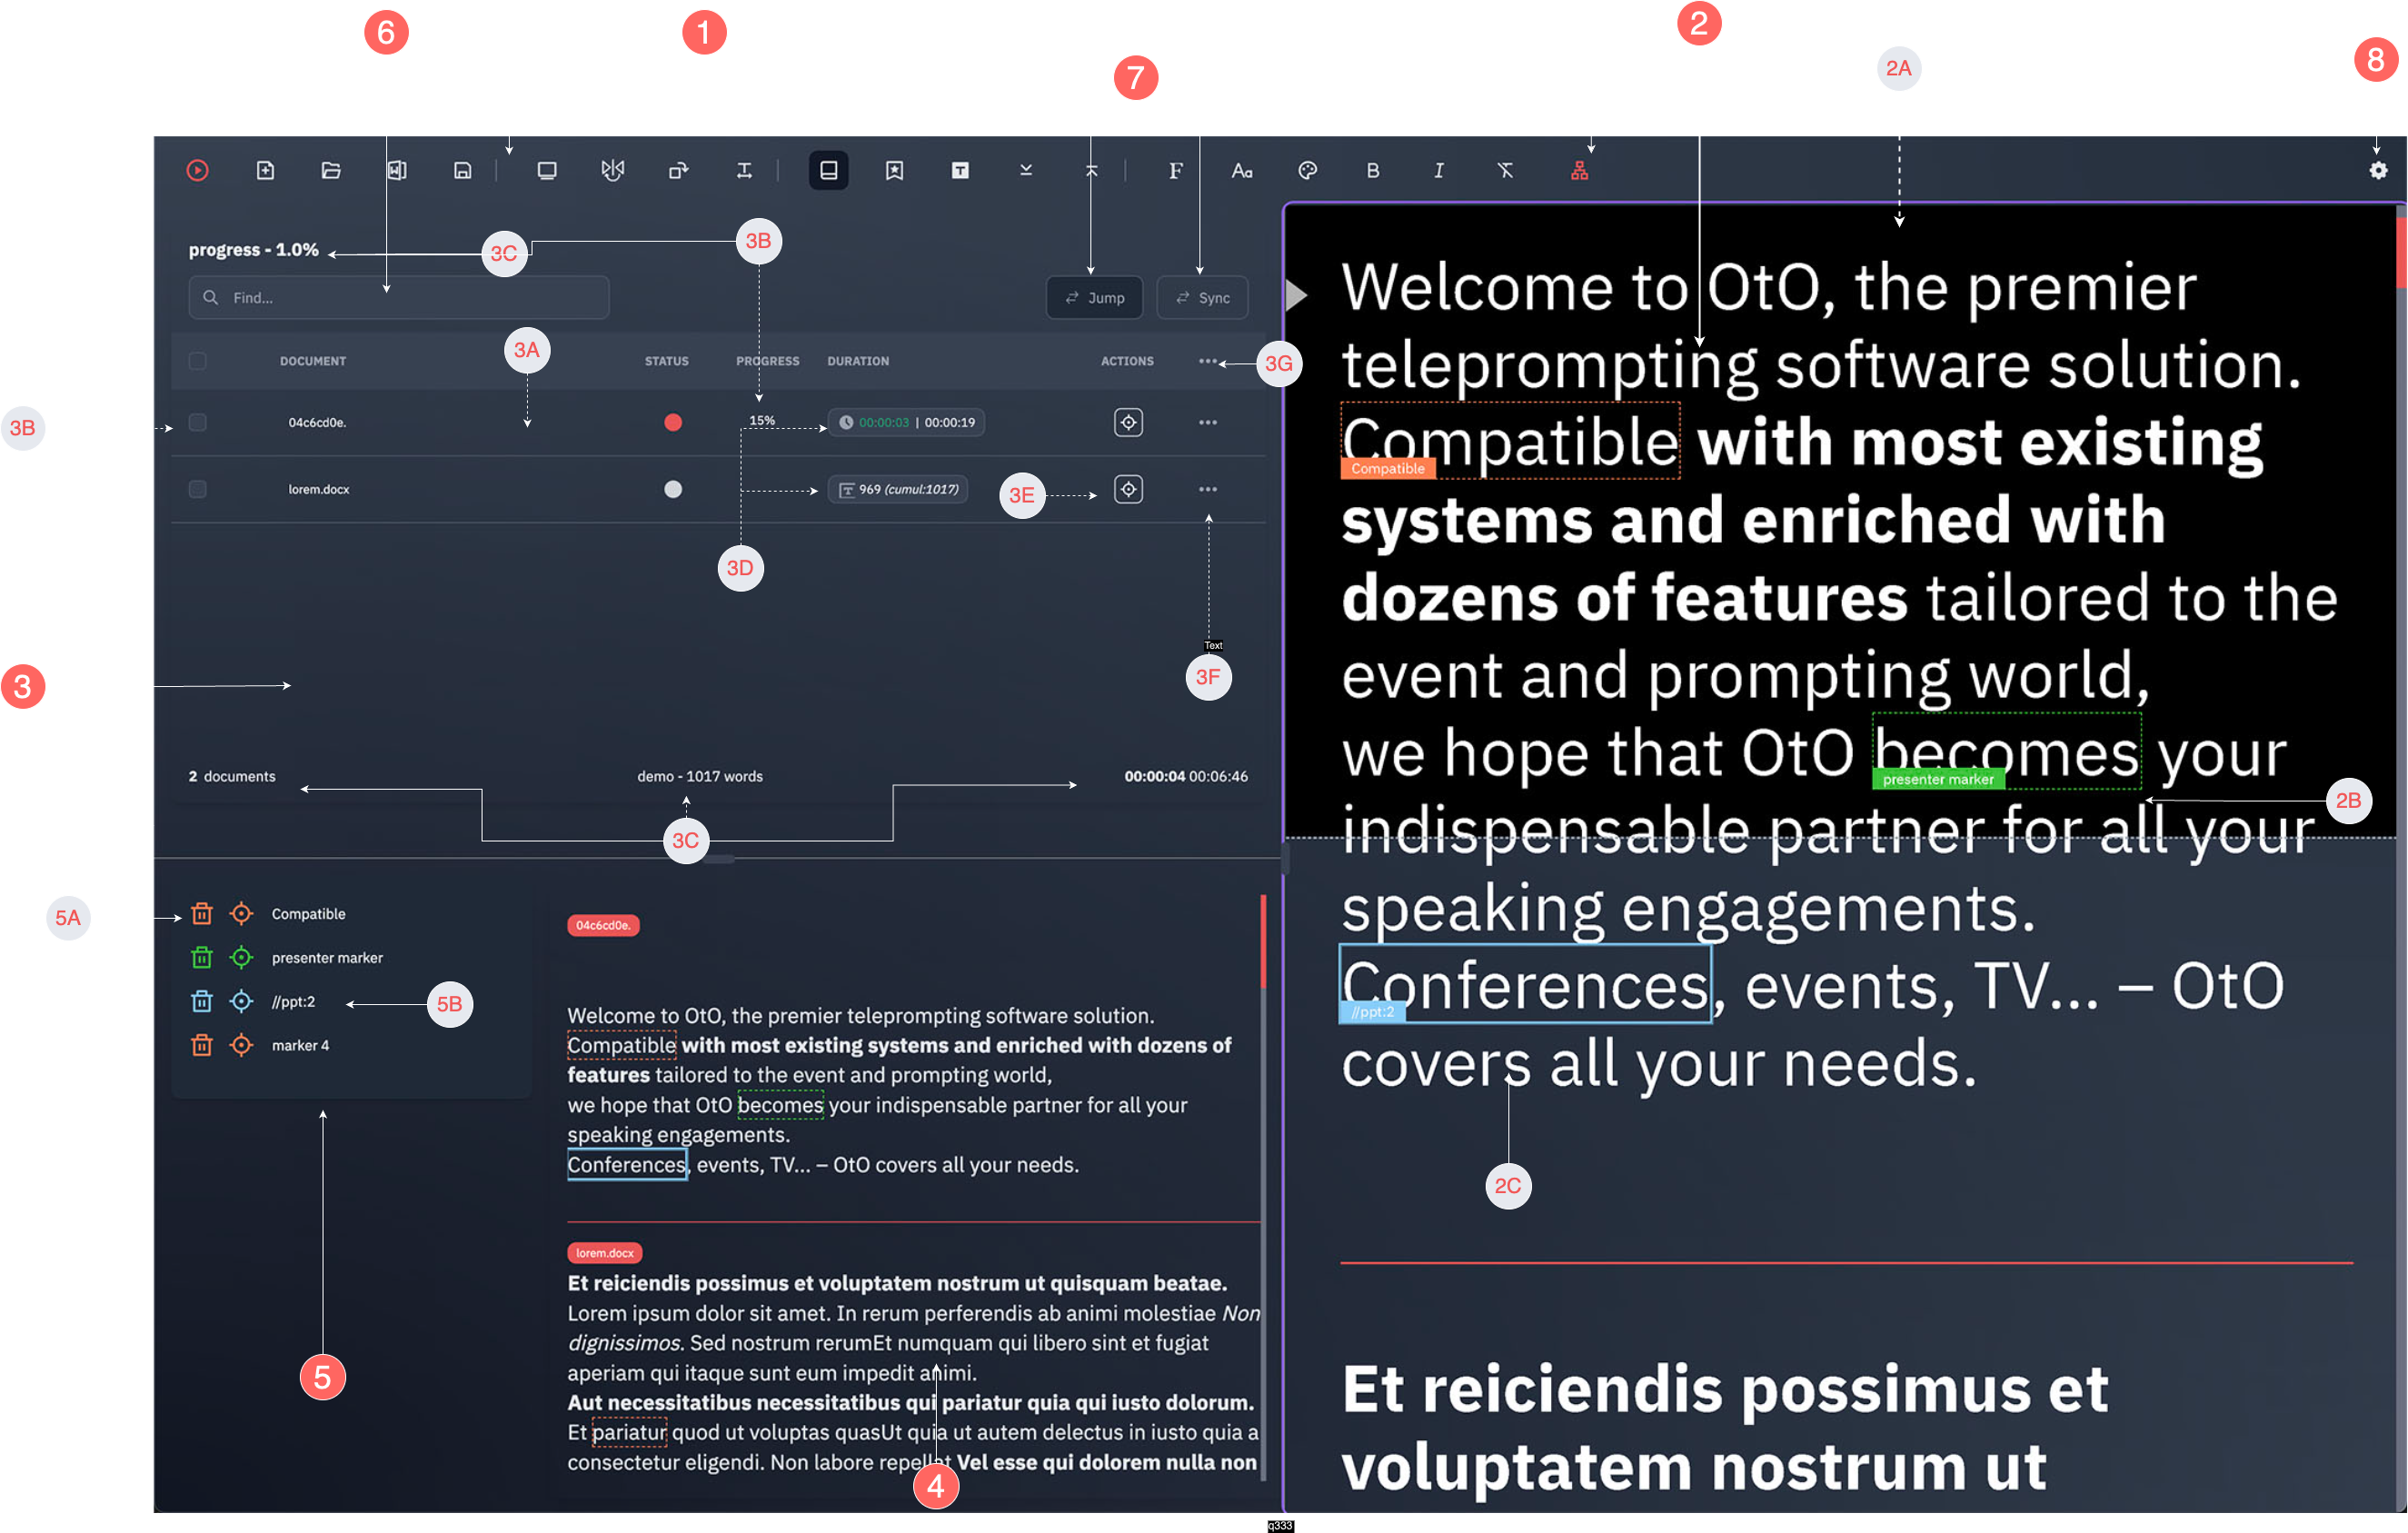 6
1
7
2
2A
8
F
Aa
B
I
progress - 1.0%
3C
3B
Find...
Jump
Sync
3A
DOCUMENT
STATUS
PROGRESS
DURATION
ACTIONS
3G
3B
04c6cd0e.
15%
00:00:03 | 00:00:19
lorem.docx
969 (cumul:1017)
3E
3D
Text
3F
3
2 documents
demo - 1017 words
00:00:04 00:06:46
3C
5A
Compatible
presenter marker
//ppt:2
5B
marker 4
5
04c6cd0e.
Welcome to OtO, the premier teleprompting software solution.
Compatible with most existing systems and enriched with dozens of
features tailored to the event and prompting world,
we hope that OtO becomes your indispensable partner for all your
speaking engagements.
Conferences, events, TV... – OtO covers all your needs.
lorem.docx
Et reiciendis possimus et voluptatem nostrum ut quisquam beatae.
Lorem ipsum dolor sit amet. In rerum perferendis ab animi molestiae Non
dignissimos. Sed nostrum rerumEt numquam qui libero sint et fugiat
aperiam qui itaque sunt eum impedit animi.
Aut necessitatibus necessitatibus qui pariatur quia qui iusto dolorum.
Et pariatur quod ut voluptas quasUt quia ut autem delectus in iusto quia a
consectetur eligendi. Non labore repellat Vel esse qui dolorem nulla non
4
Welcome to OtO, the premier
teleprompting software solution.
Compatible with most existing
Compatible
systems and enriched with
dozens of features tailored to the
event and prompting world,
we hope that OtO becomes your
presenter marker
2B
indispensable partner for all your
speaking engagements.
Conferences, events, TV... – OtO
//ppt:2
covers all your needs.
2C
Et reiciendis possimus et
voluptatem nostrum ut
q333